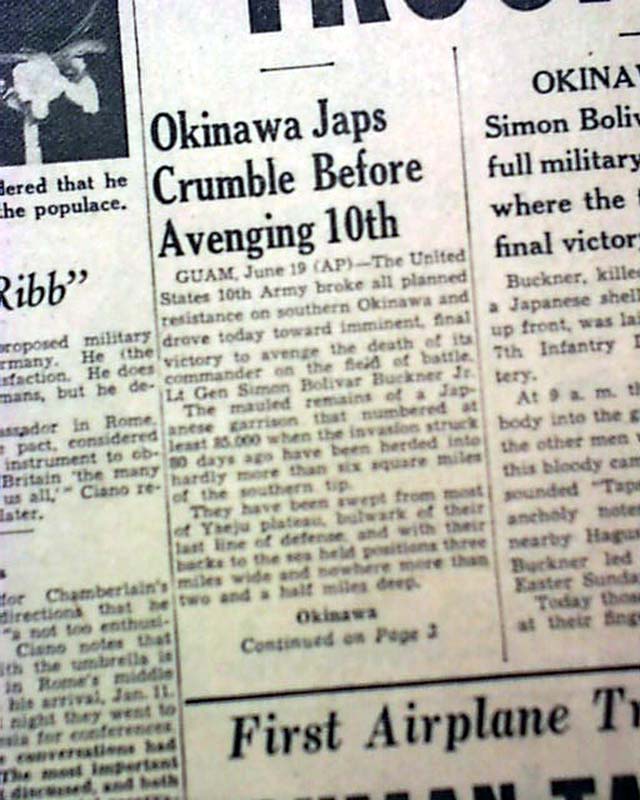 dered that he
the populace.
Ribb"
proposed military
rmany. He (the
sfaction. He does
mans, but he de-
assador in Rome,
pact, considered
instrument to ob-
Britain 'the many
us all,'" Ciano re-
later.
for Chamberlain's
directions that he
"a not too enthusi-
Ciano notes that
ith the umbrella is
in Rome's middle
his arrival, Jan. 11.
night they went to
for conferences
conversations had
The most important
discussed, and both
Okinawa Japs
Crumble Before
Avenging 10th
GUAM, June 19 (AP)—The United
States 10th Army broke all planned
resistance on southern Okinawa and
drove today toward imminent, final
victory to avenge the death of its
commander on the field of battle,
Lt Gen Simon Bolivar Buckner Jr.
The mauled remains of a Jap-
anese garrison that numbered at
least 85,000 when the invasion struck
80 days ago have been herded into
hardly more than six square miles
of the southern tip.
They have been swept from most
of Yaeju plateau, bulwark of their
last line of defense, and with their
backs to the sea held positions three
miles wide and nowhere more than
two and a half miles deep.
Okinawa
Continued on Page 2
OKINAW
Simon Boliv
full military
where the
final victor
Buckner, kille
a Japanese shel
up front, was lai
7th Infantry
tery.
At 9 a. m. th
body into the g
the other men
this bloody cam
sounded "Tap
ancholy note
nearby Hagu
Buckner led
Easter Sunda
Today thos
at their fing
First Airplane Tr